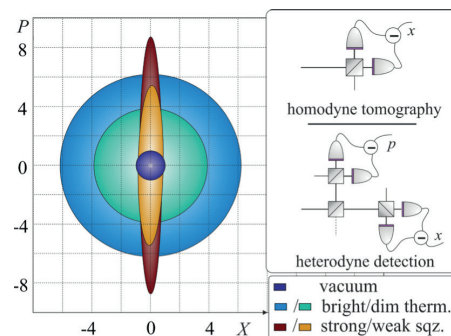 P
8
4
0
-4
-8
-4
0
4
X
x
homodyne tomography
p
x
heterodyne detection
vacuum
/ bright/dim therm.
/ strong/weak sqz.